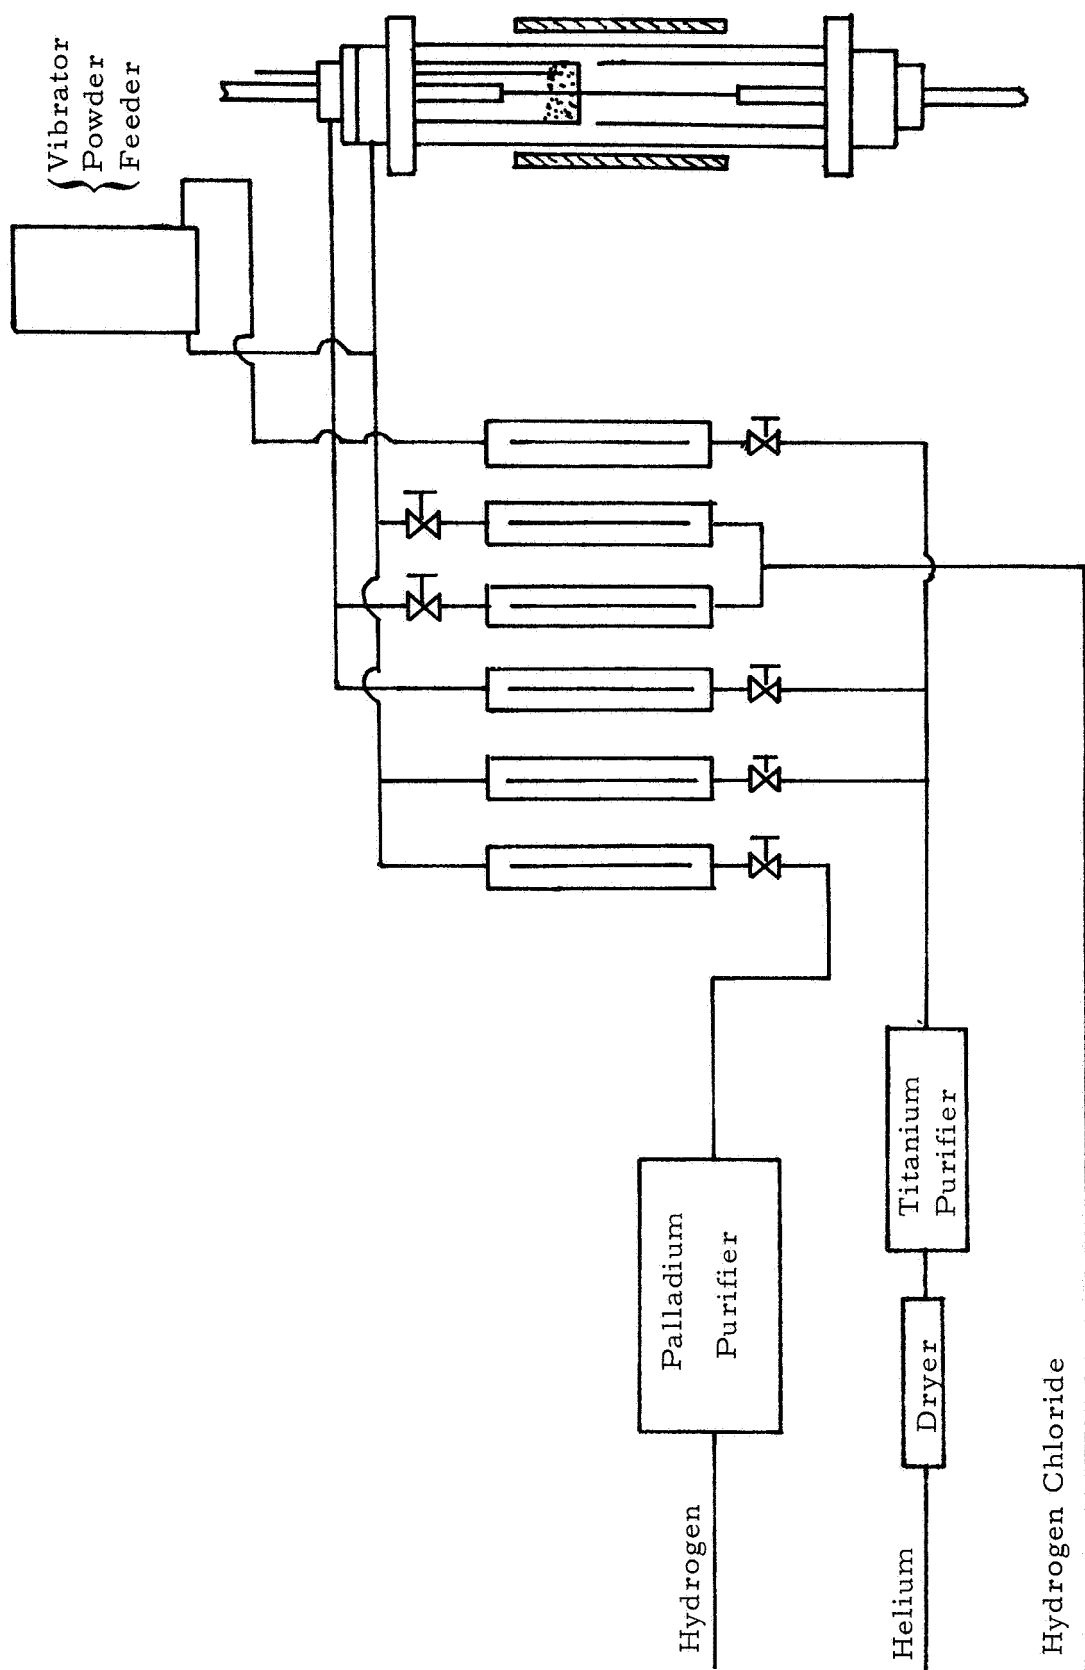 Vibrator
Powder
Feeder
Palladium
Purifier
Titanium
Purifier
Dryer
Hydrogen
Helium
Hydrogen Chloride